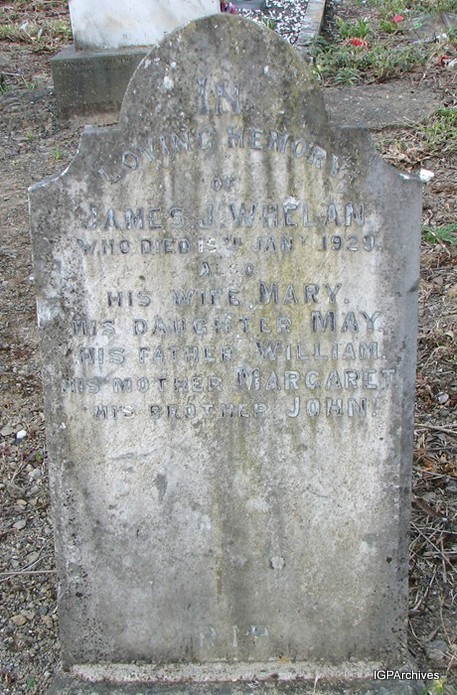 IN
LOVING MEMORY
OF
JAMES J. WHELAN
WHO DIED 19TH JANY 1929.
ALSO
HIS WIFE, MARY.
HIS DAUGHTER MAY.
HIS FATHER WILLIAM.
HIS MOTHER MARGARET
HIS BROTHER JOHN.
R I P
IGPArchives